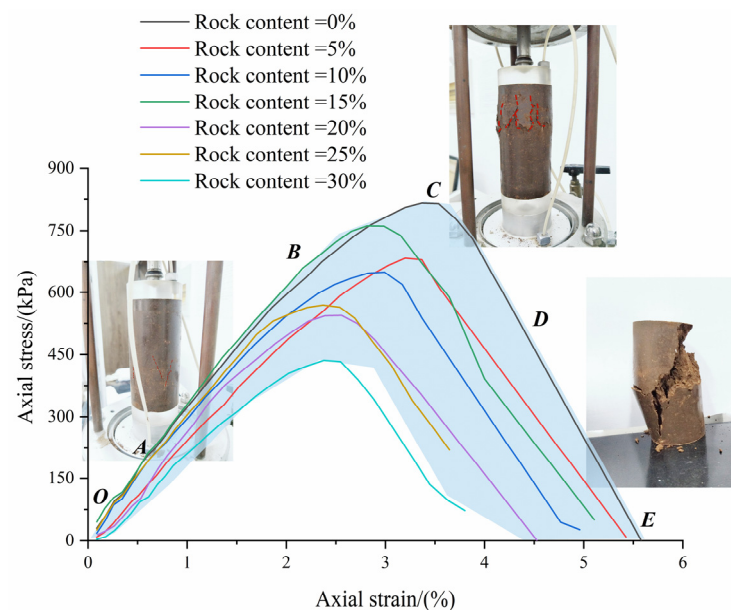 Rock content =0%
Rock content =5%
Rock content =10%
Rock content =15%
Rock content =20%
Rock content =25%
Rock content =30%
900
750
600
450
300
150
0
Axial stress/(kPa)
O
A
B
C
D
E
0
1
2
3
4
5
6
Axial strain/(%)